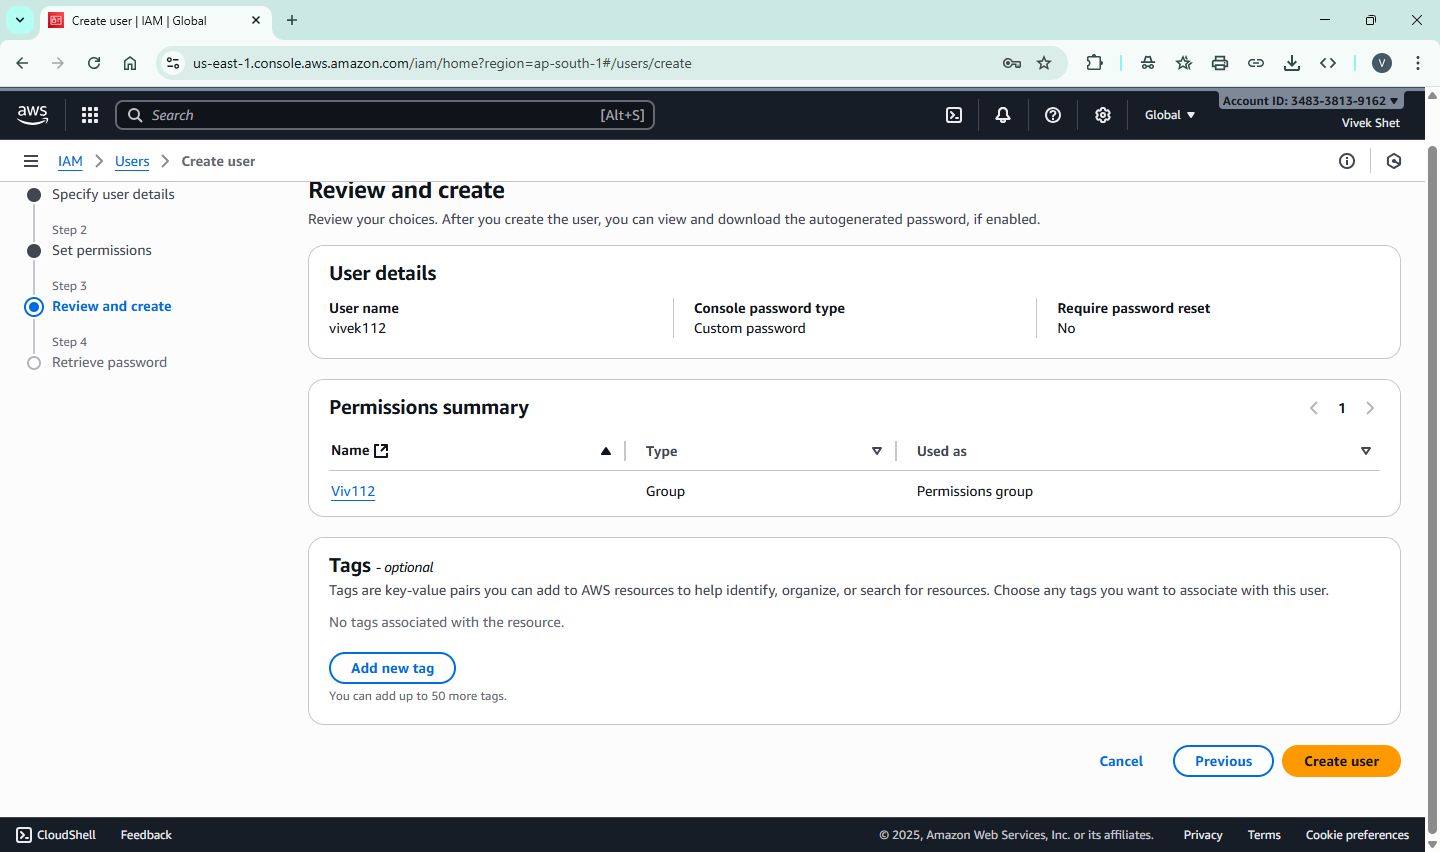 Create user | IAM | Global
us-east-1.console.aws.amazon.com/iam/home?region=ap-south-1#/users/create
V
aws
Search
[Alt+S]
Global
Account ID: 3483-3813-9162
Vivek Shet
IAM
Users
Create user
Specify user details
Step 2
Set permissions
Step 3
Review and create
Step 4
Retrieve password
Review and create
Review your choices. After you create the user, you can view and download the autogenerated password, if enabled.
User details
User name
vivek112
Console password type
Custom password
Require password reset
No
Permissions summary
1
Name
Type
Used as
Viv112
Group
Permissions group
Tags - optional
Tags are key-value pairs you can add to AWS resources to help identify, organize, or search for resources. Choose any tags you want to associate with this user.
No tags associated with the resource.
Add new tag
You can add up to 50 more tags.
Cancel
Previous
Create user
CloudShell
Feedback
© 2025, Amazon Web Services, Inc. or its affiliates.
Privacy
Terms
Cookie preferences